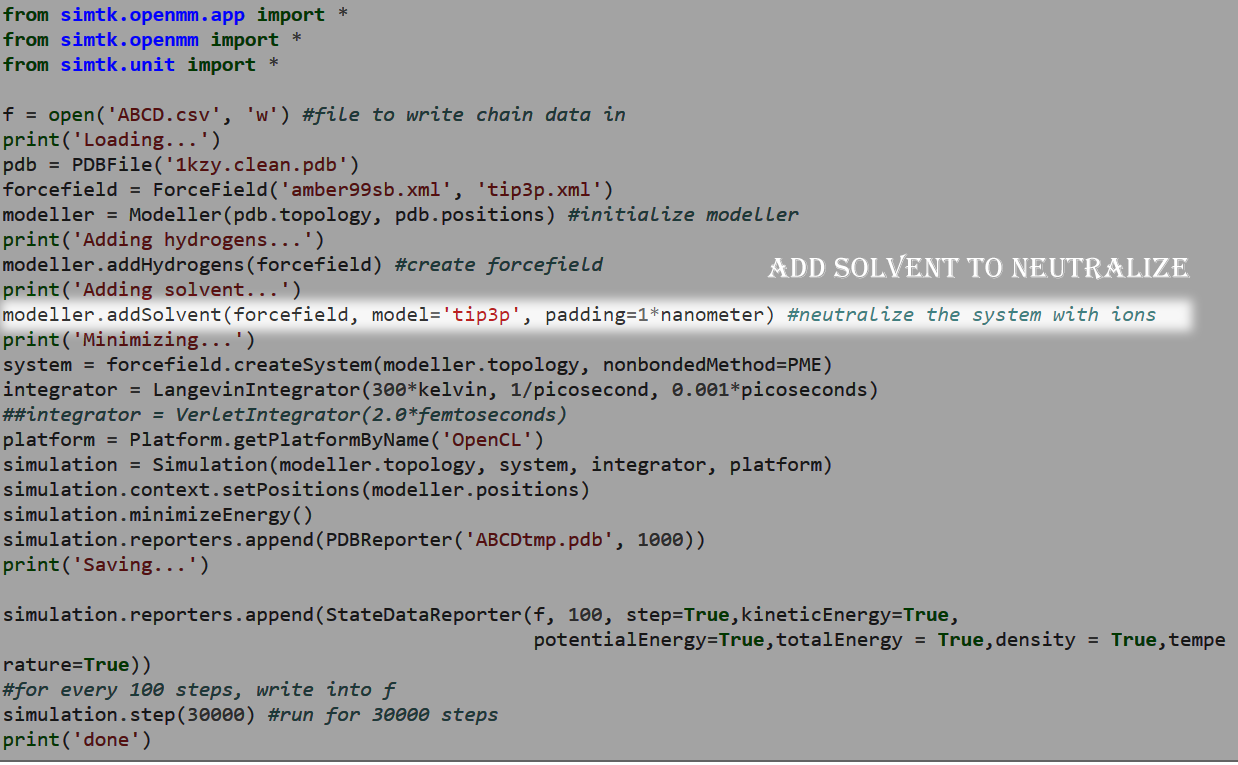 from simtk.openmm.app import *
from simtk.openmm import *
from simtk.unit import *
f = open('ABCD.csv', 'w') #file to write chain data in
print('Loading...')
pdb = PDBFile('1kzy.clean.pdb')
forcefield = ForceField('amber99sb.xml', 'tip3p.xml')
modeller = Modeller(pdb.topology, pdb.positions) #initialize modeller
print('Adding hydrogens...')
modeller.addHydrogens(forcefield) #create forcefield
ADD SOLVENT TO NEUTRALIZE
print('Adding solvent...')
modeller.addSolvent(forcefield, model='tip3p', padding=1*nanometer) #neutralize the system with ions
print('Minimizing...')
system = forcefield.createSystem(modeller.topology, nonbondedMethod=PME)
integrator = LangevinIntegrator(300*kelvin, 1/picosecond, 0.001*picoseconds)
##integrator = VerletIntegrator(2.0*femtoseconds)
platform = Platform.getPlatformByName('OpenCL')
simulation = Simulation(modeller.topology, system, integrator, platform)
simulation.context.setPositions(modeller.positions)
simulation.minimizeEnergy()
simulation.reporters.append(PDBReporter('ABCDtmp.pdb', 1000))
print('Saving...')
simulation.reporters.append(StateDataReporter(f, 100, step=True,kineticEnergy=True,
potentialEnergy=True,totalEnergy = True,density = True,tempe
rature=True))
#for every 100 steps, write into f
simulation.step(30000) #run for 30000 steps
print('done')